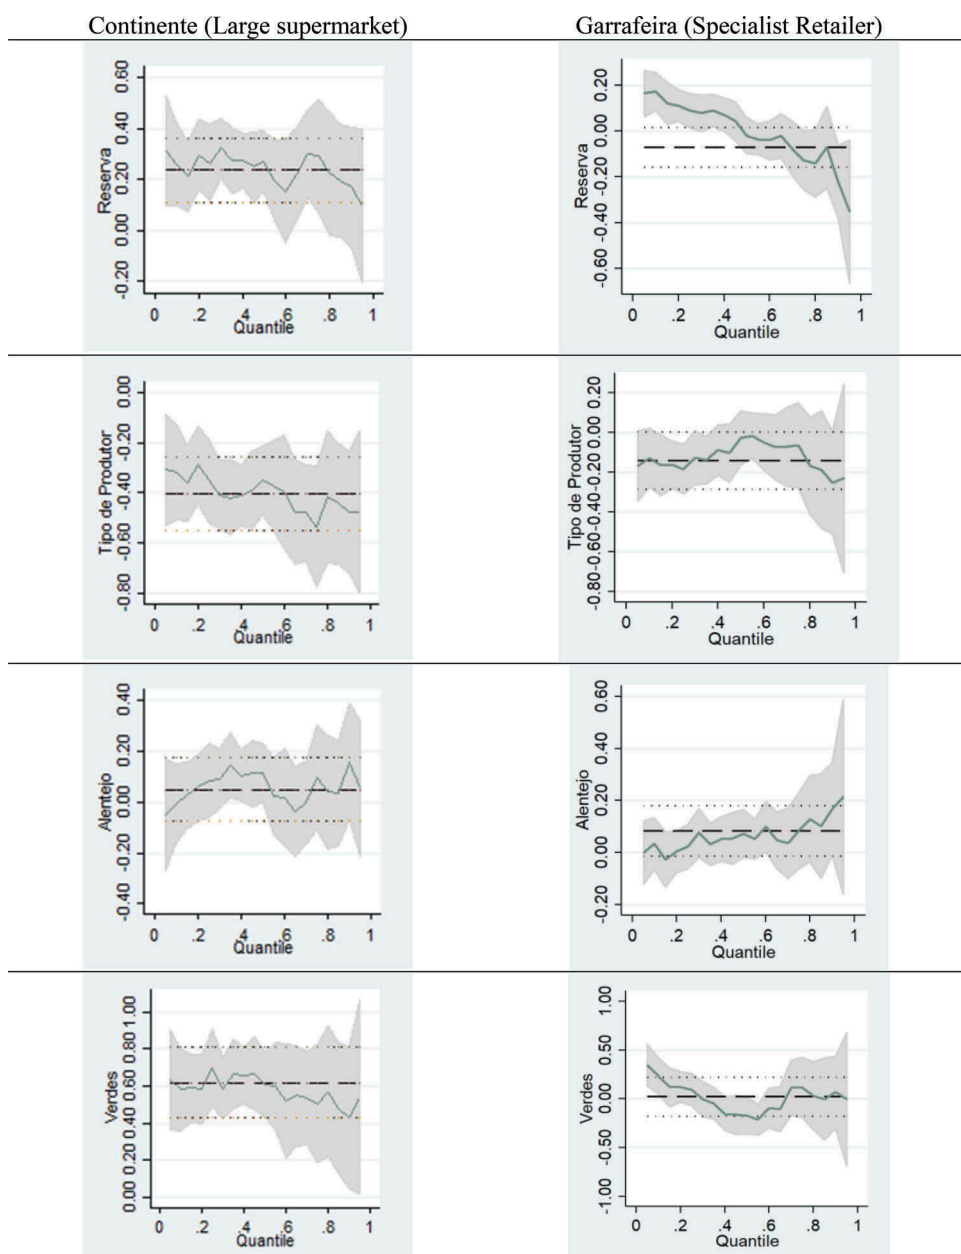 Continente (Large supermarket)
Garrafeira (Specialist Retailer)
Reserva
0.60
0.40
0.20
0.00
-0.20
0 .2 .4 .6 .8 1
Quantile
Reserva
0.20
0.00
-0.20
-0.40
-0.60
0 .2 .4 .6 .8 1
Quantile
Tipo de Produtor
0.00
-0.20
-0.40
-0.60
-0.80
0 .2 .4 .6 .8 1
Quantile
Tipo de Produtor
0.20
0.00
-0.20
-0.40
-0.60
-0.80
0 .2 .4 .6 .8 1
Quantile
Alentejo
0.40
0.20
0.00
-0.20
-0.40
0 .2 .4 .6 .8 1
Quantile
Alentejo
0.60
0.40
0.20
0.00
-0.20
0 .2 .4 .6 .8 1
Quantile
Verdes
1.00
0.80
0.60
0.40
0.20
0.00
0 .2 .4 .6 .8 1
Quantile
Verdes
1.00
0.50
0.00
-0.50
-1.00
0 .2 .4 .6 .8 1
Quantile